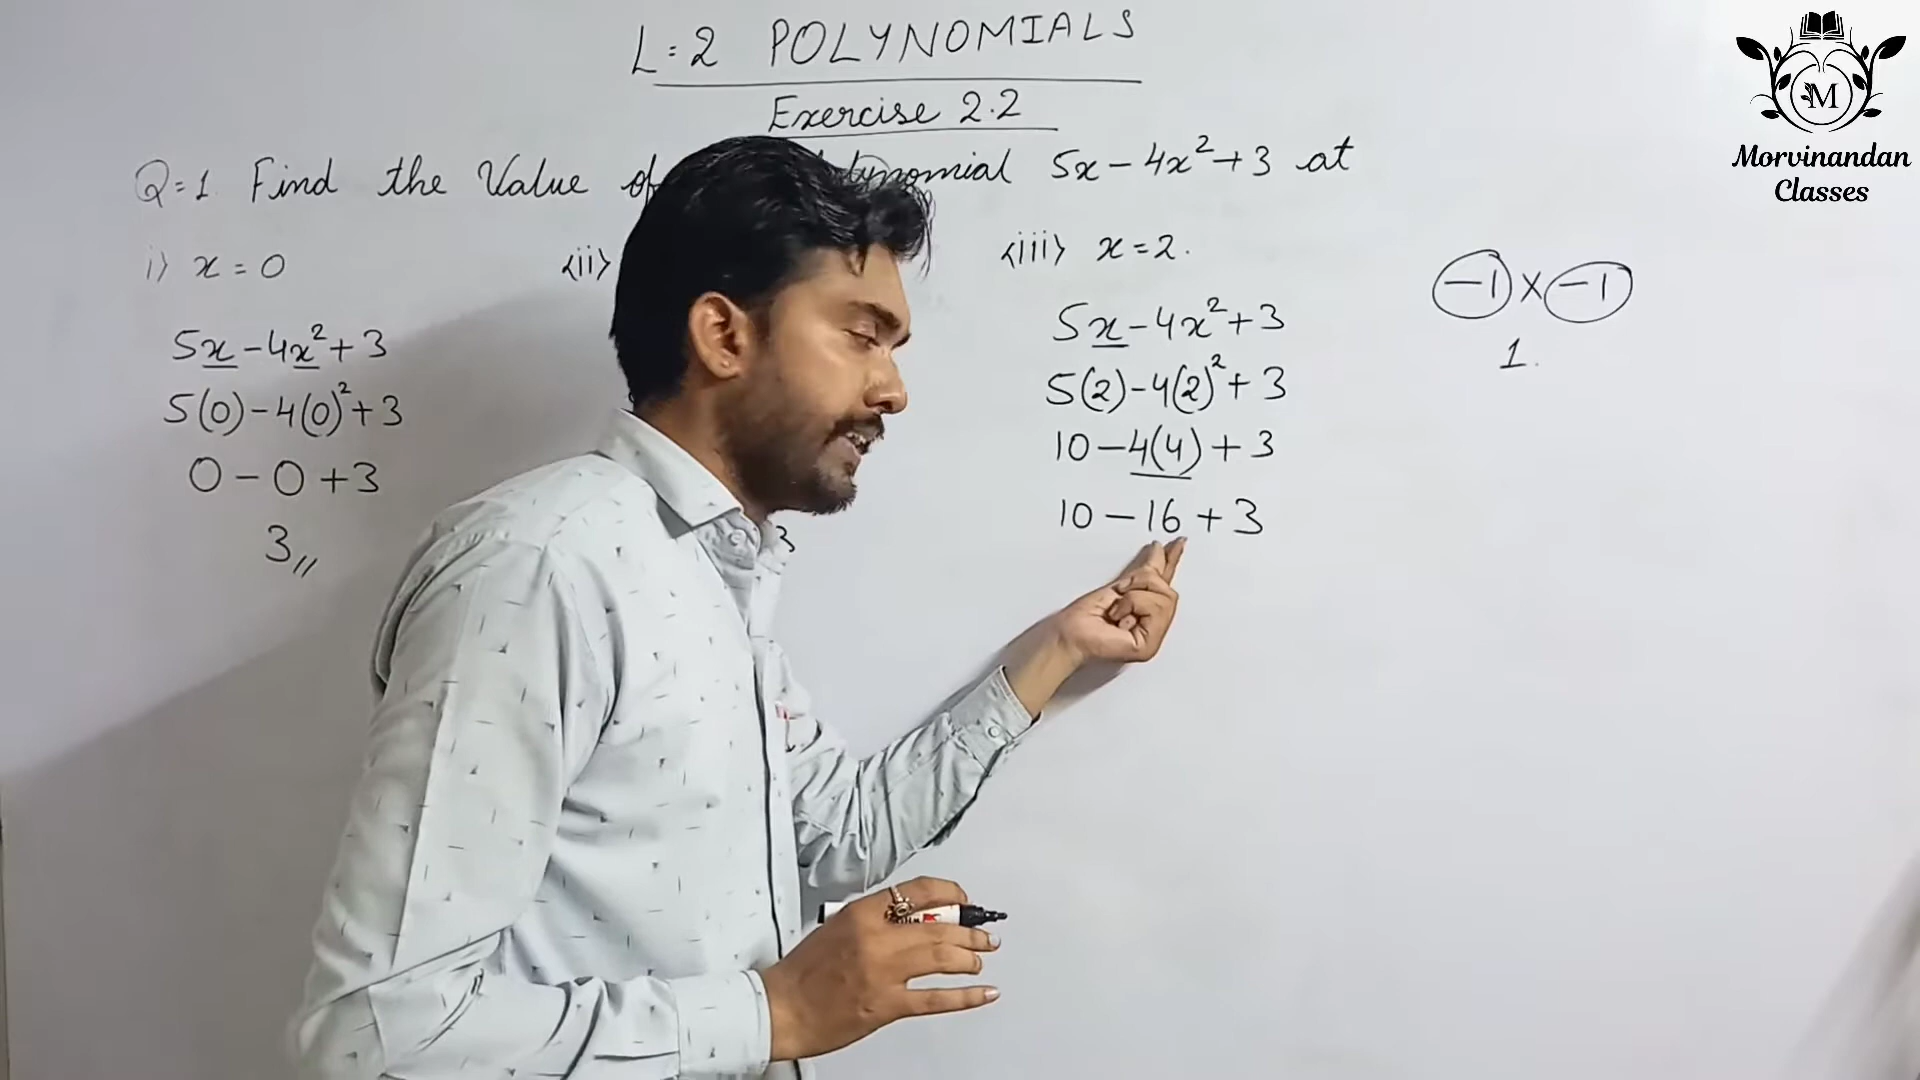 L=2 POLYNOMIALS
Exercise 2.2
Q=1. Find the Value of polynomial 5x-4x²+3 at
i) x=0
<ii>
<iii> x=2.
5x-4x²+3
5(0)-4(0)²+3
0-0+3
3,,
3
5x-4x²+3
5(2)-4(2)²+3
10-4(4)+3
10-16+3
-1 x -1
1.
M
Morvinandan
Classes